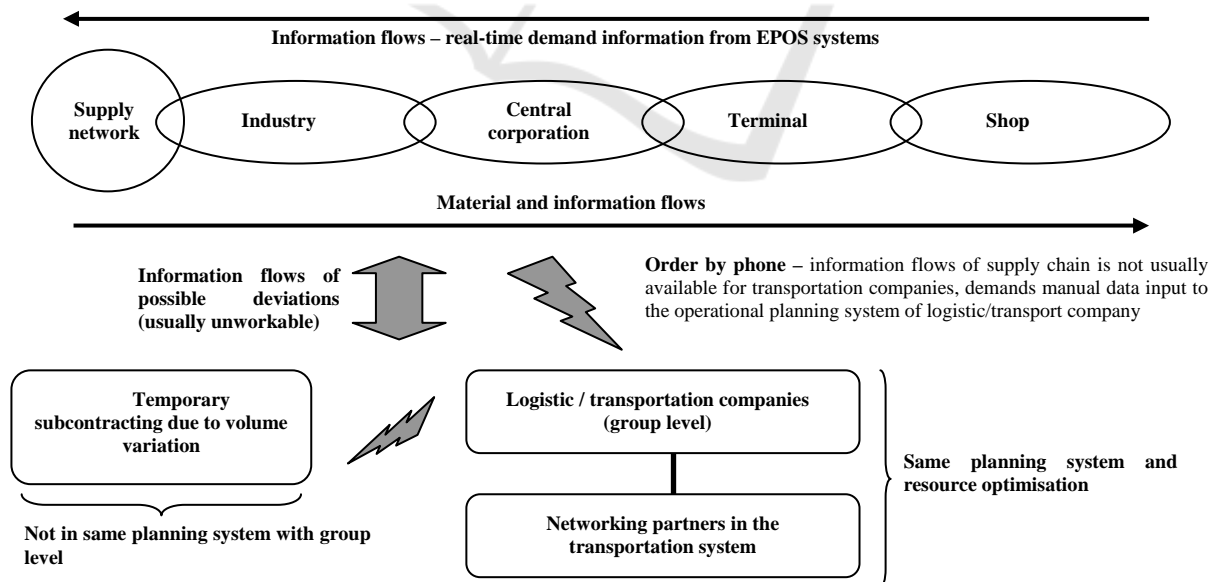 Information flows – real-time demand information from EPOS systems
Supply
network
Industry
Central
corporation
Terminal
Shop
Material and information flows
Information flows of
possible deviations
(usually unworkable)
Order by phone – information flows of supply chain is not usually
available for transportation companies, demands manual data input to
the operational planning system of logistic/transport company
Temporary
subcontracting due to volume
variation
Logistic / transportation companies
(group level)
Same planning system and
resource optimisation
Not in same planning system with group
level
Networking partners in the
transportation system